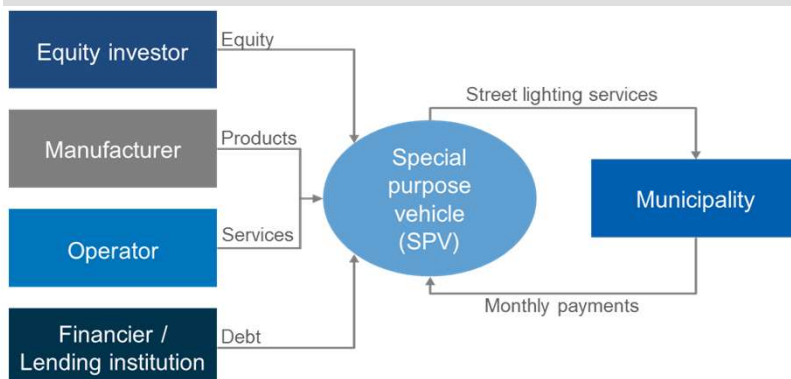 Equity investor
Equity
Manufacturer
Products
Operator
Services
Financier /
Lending institution
Debt
Special
purpose
vehicle
(SPV)
Street lighting services
Municipality
Monthly payments